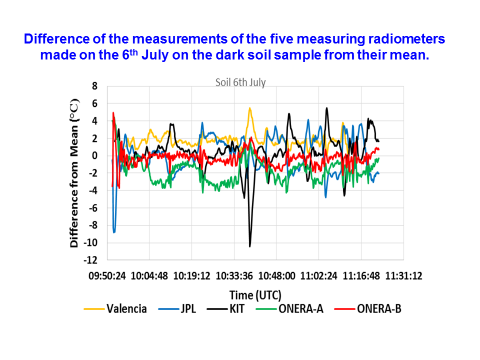 Difference of the measurements of the five measuring radiometers
made on the 6th July on the dark soil sample from their mean.
Soil 6th July
Difference from Mean (°C)
8
6
4
2
0
-2
-4
-6
-8
-10
-12
09:50:24 10:04:48 10:19:12 10:33:36 10:48:00 11:02:24 11:16:48 11:31:12
Time (UTC)
Valencia JPL KIT ONERA-A ONERA-B